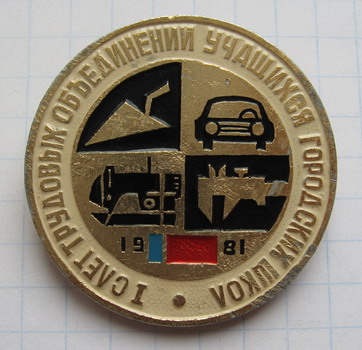 I СЛЕТ ТРУДОВЫХ ОБЪЕДИНЕНИЙ УЧАЩИХСЯ ГОРОДСКИХ ШКОЛ
19 81